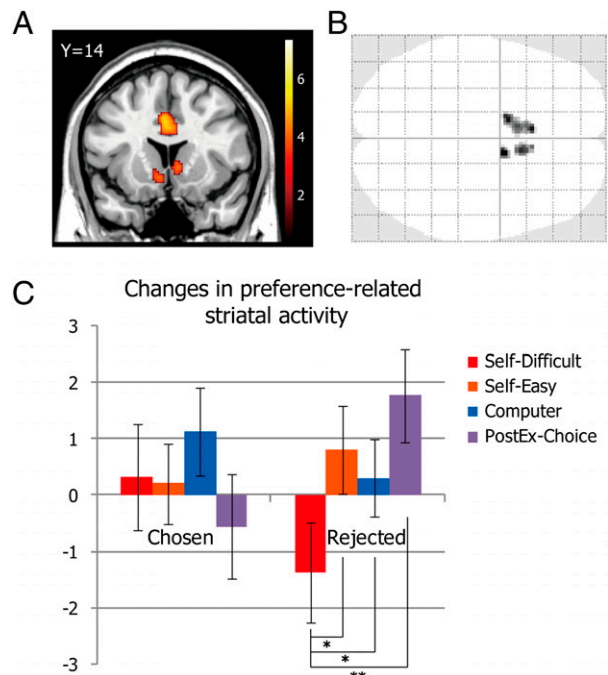 A
Y=14
6
4
2
B
C
Changes in preference-related
striatal activity
3
2
1
0
-1
-2
-3
Chosen
Rejected
*
*
**
Self-Difficult
Self-Easy
Computer
PostEx-Choice